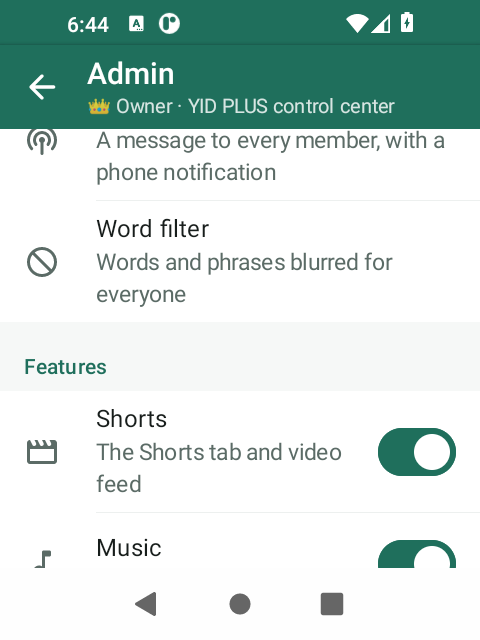 6:44
A
Admin
👑 Owner · YID PLUS control center
A message to every member, with a
phone notification
Word filter
Words and phrases blurred for
everyone
Features
Shorts
The Shorts tab and video
feed
Music